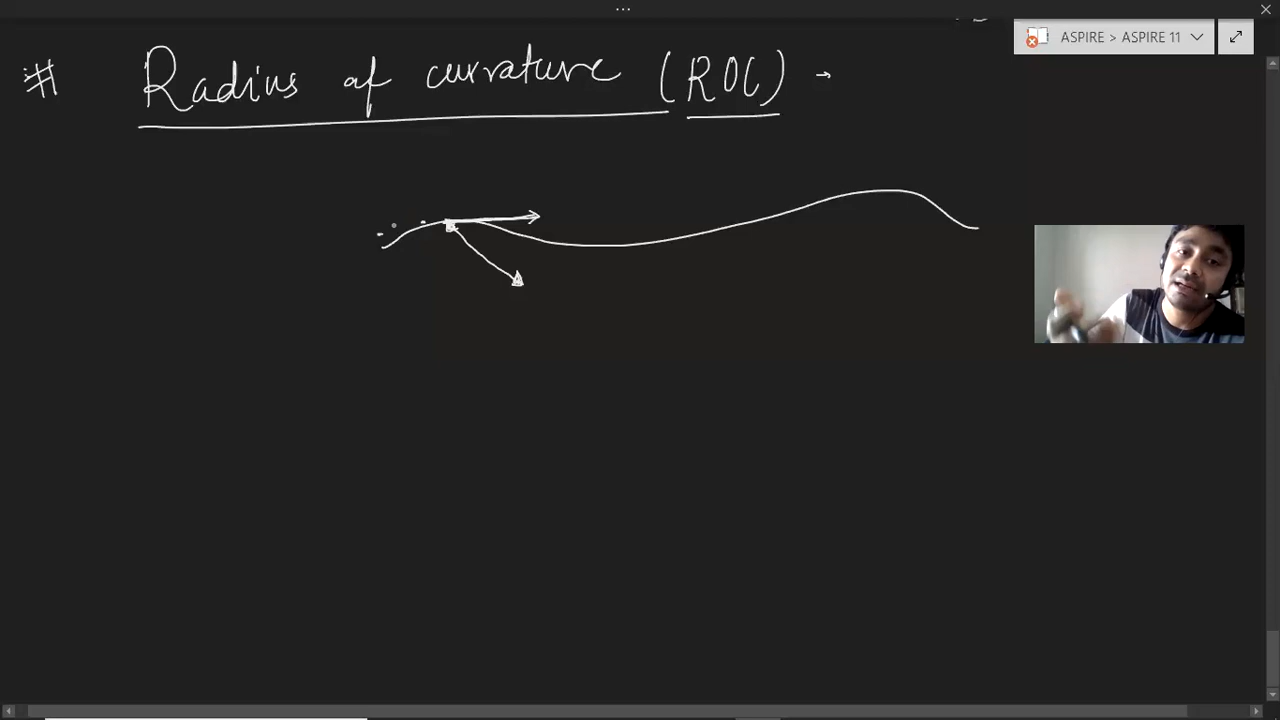 ASPIRE > ASPIRE 11
# Radius of curvature (ROC) →